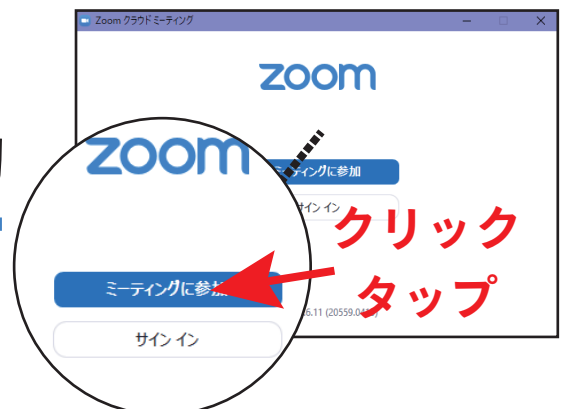 Zoom クラウド ミーティング
zoom
ミーティングに参加
サイン イン
zoom
ミーティングに参加
サイン イン
クリック
タップ